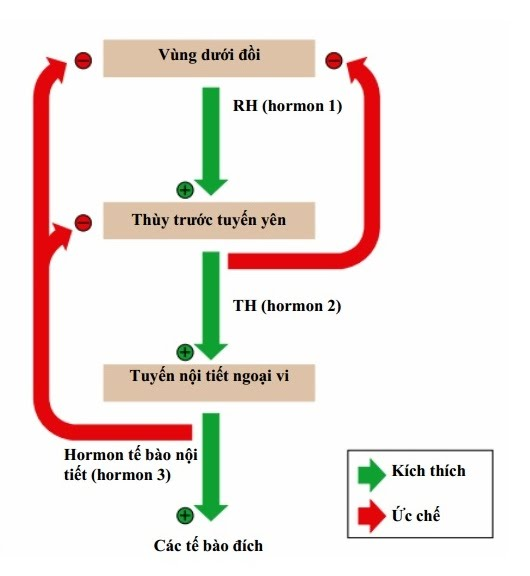 Vùng dưới đồi
RH (hormon 1)
Thùy trước tuyến yên
TH (hormon 2)
Tuyến nội tiết ngoại vi
Hormon tế bào nội
tiết (hormon 3)
Các tế bào đích
Kích thích
Ức chế